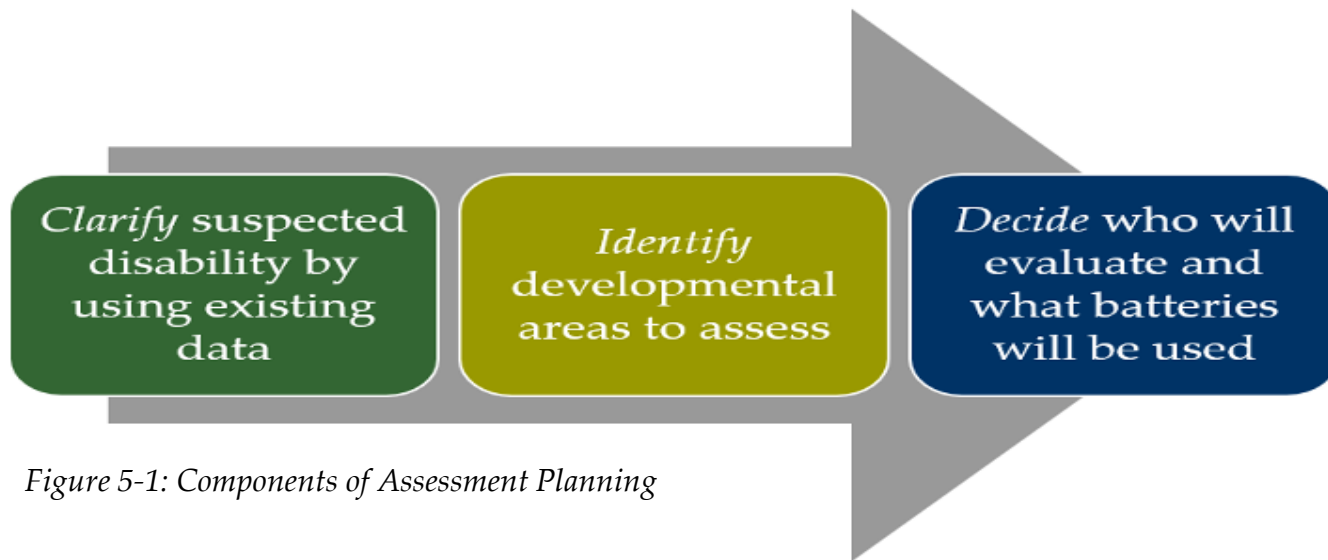 Clarify suspected
disability by
using existing
data
Identify
developmental
areas to assess
Decide who will
evaluate and
what batteries
will be used
Figure 5-1: Components of Assessment Planning